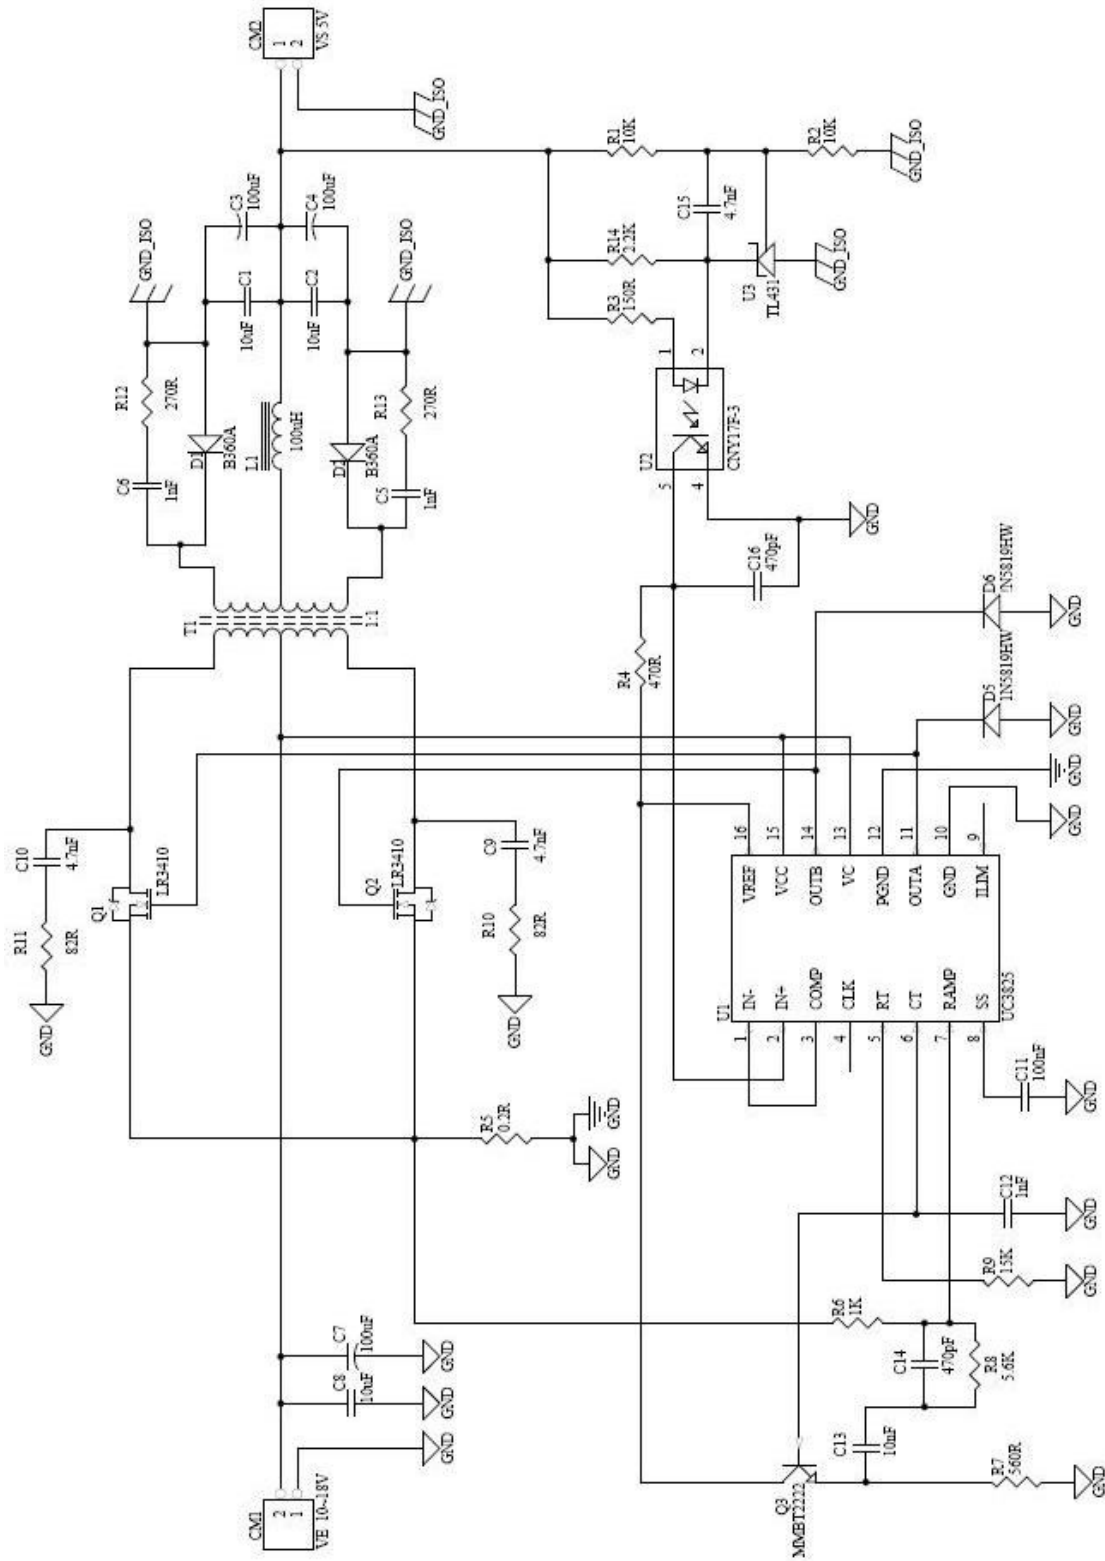 CM1
2
1
VE 10~18V
GND
C8
10uF
GND
C7
100uF
GND
R11
82R
C10
4.7nF
GND
Q1
LR3410
Q2
LR3410
R10
82R
C9
4.7nF
GND
R5
0.2R
GND
GND
T1
1:1
C6
1nF
R12
270R
GND_ISO
D1
B360A
L1
100uH
D1
B360A
C5
1nF
R13
270R
GND_ISO
C1
10uF
C2
10uF
C3
100uF
C4
100uF
CM2
1
2
VS 5V
GND_ISO
R1
10K
R2
10K
GND_ISO
C15
4.7nF
R14
2.2K
R3
150R
U3
TL431
GND_ISO
U2
CNY17F-3
1
2
5
4
C16
470pF
GND
R4
470R
U1
UC3825
IN-
IN+
COMP
CLK
RT
CT
RAMP
SS
1
2
3
4
5
6
7
8
VREF
VCC
OUTB
VC
PGND
OUTA
GND
ILIM
16
15
14
13
12
11
10
9
D6
1N5819HW
GND
D5
1N5819HW
GND
GND
GND
C11
100nF
GND
C12
1nF
GND
R9
15K
GND
R6
1K
C14
470pF
R8
5.6K
C13
10nF
Q3
MMBT2222
R7
560R
GND